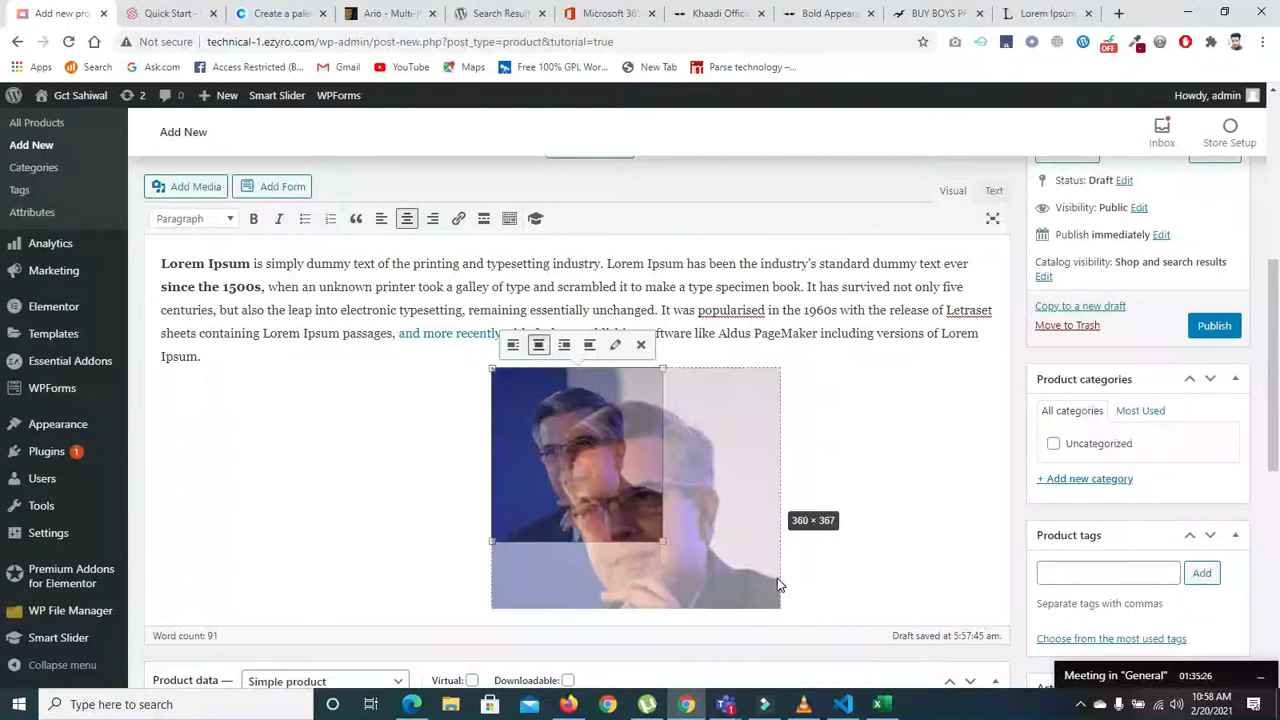 Add new pro
Quick Start -
Create a pale
Ario - Multi-P
Search Result
Microsoft 36
Khaadi Offici
Bold Appeara
BUY BOYS PR
Lorem Ipsum
Not secure technical-1.ezyro.com/wp-admin/post-new.php?post_type=product&tutorial=true
OFF
Apps Search Ask.com Access Restricted (B... Gmail YouTube Maps Free 100% GPL Wor... New Tab Parse technology –...
Gct Sahiwal 2 0 New Smart Slider WPForms Howdy, admin
All Products
Add New
Categories
Tags
Attributes
Analytics
Marketing
Elementor
Templates
Essential Addons
WPForms
Appearance
Plugins 1
Users
Tools
Settings
Premium Addons
for Elementor
WP File Manager
Smart Slider
Collapse menu
Add New
Inbox
Store Setup
Add Media Add Form
Visual Text
Paragraph
Lorem Ipsum is simply dummy text of the printing and typesetting industry. Lorem Ipsum has been the industry's standard dummy text ever
since the 1500s, when an unknown printer took a galley of type and scrambled it to make a type specimen book. It has survived not only five
centuries, but also the leap into electronic typesetting, remaining essentially unchanged. It was popularised in the 1960s with the release of Letraset
sheets containing Lorem Ipsum passages, and more recently ftware like Aldus PageMaker including versions of Lorem
Ipsum.
360 × 367
Word count: 91
Draft saved at 5:57:45 am.
Product data — Simple product Virtual: Downloadable:
Status: Draft Edit
Visibility: Public Edit
Publish immediately Edit
Catalog visibility: Shop and search results
Edit
Copy to a new draft
Move to Trash
Publish
Product categories
All categories Most Used
Uncategorized
+ Add new category
Product tags
Add
Separate tags with commas
Choose from the most used tags
Meeting in "General" 01:35:26
Type here to search
10:58 AM
2/20/2021